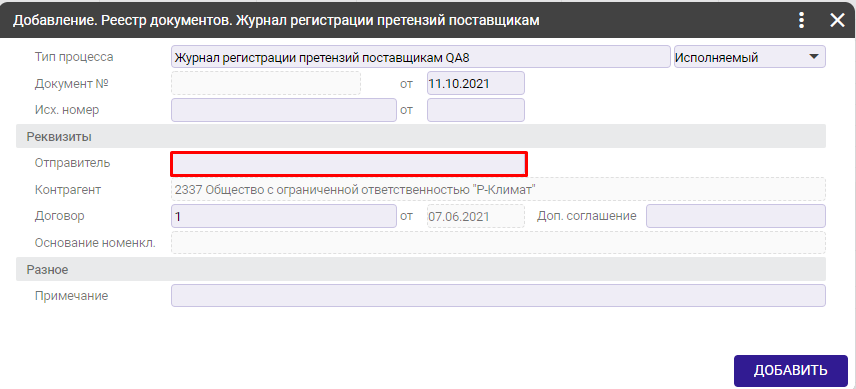 Добавление. Реестр документов. Журнал регистрации претензий поставщикам
Тип процесса Журнал регистрации претензий поставщикам QA8 Исполняемый
Документ № от 11.10.2021
Исх. номер от
Реквизиты
Отправитель
Контрагент 2337 Общество с ограниченной ответственностью "Р-Климат"
Договор 1 от 07.06.2021 Доп. соглашение
Основание номенкл.
Разное
Примечание
ДОБАВИТЬ